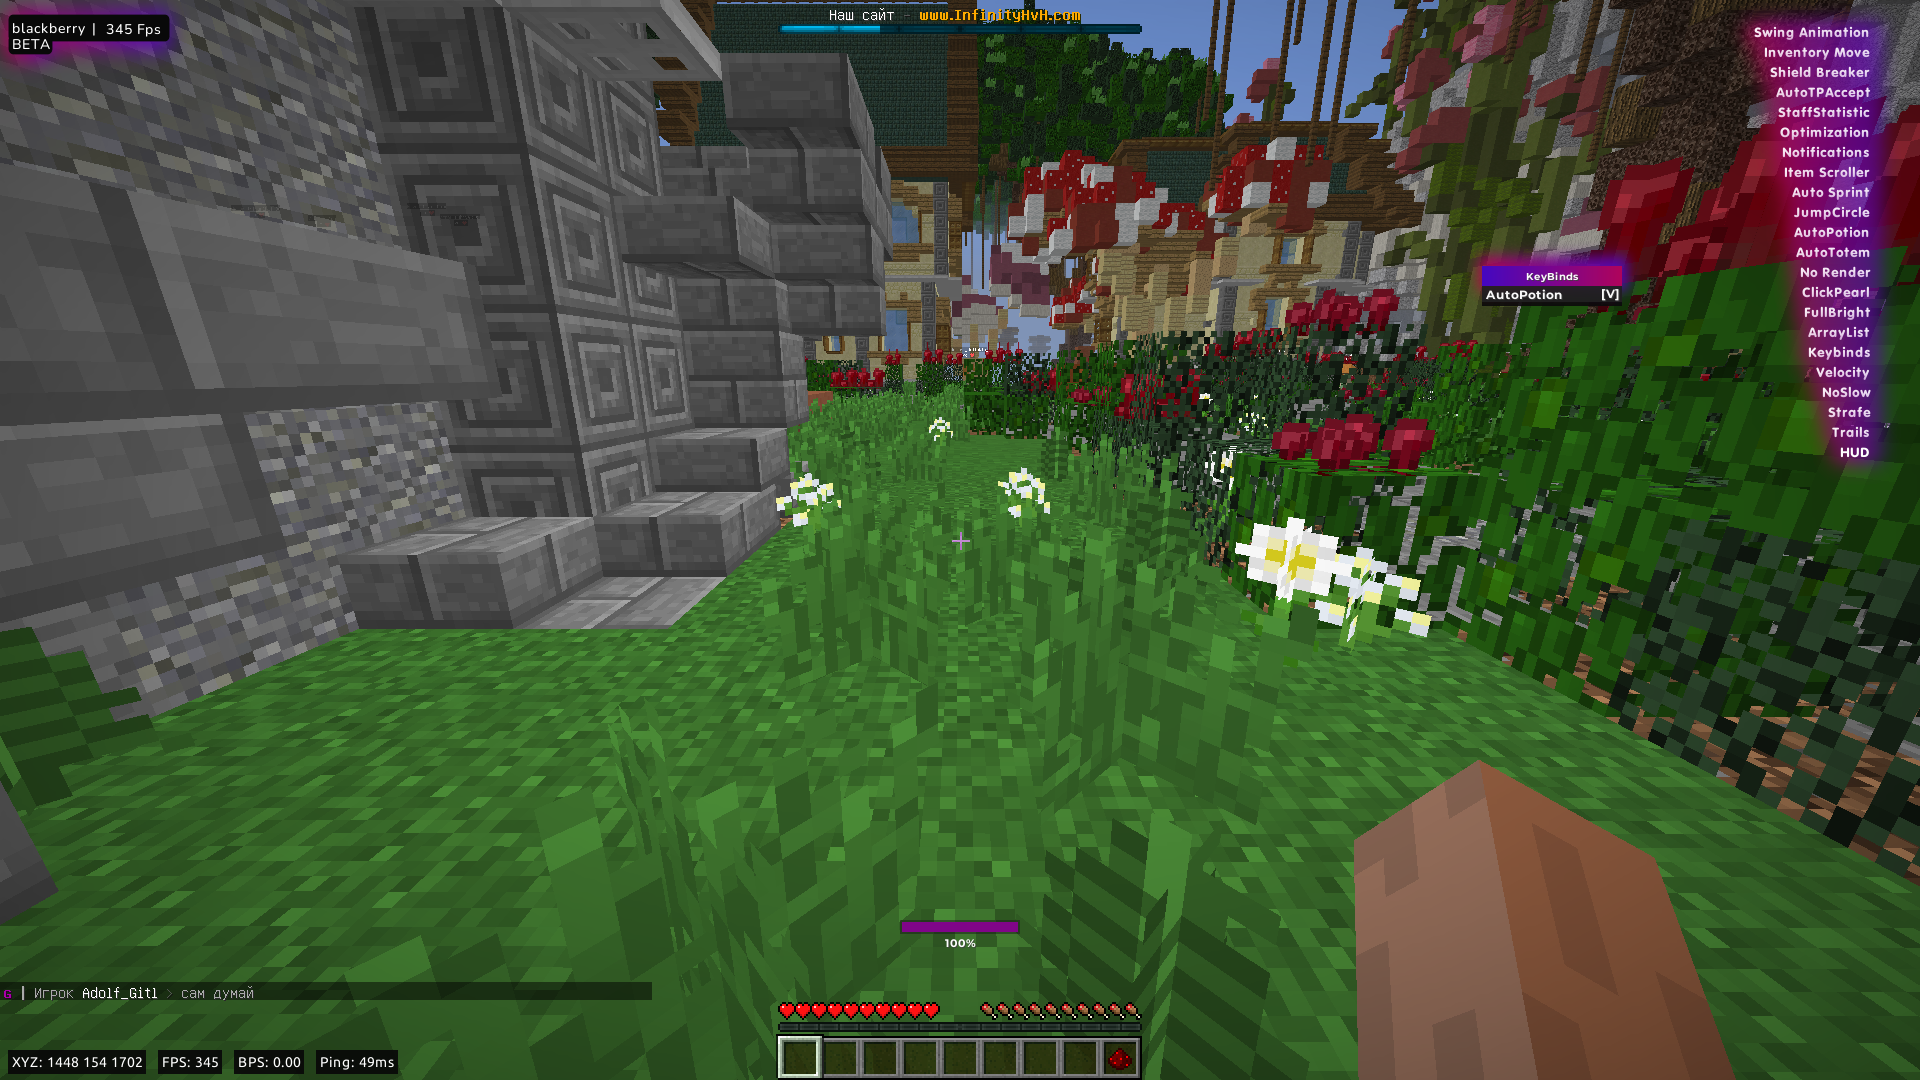 blackberry | 345 Fps
BETA
Наш сайт - www.InfinityHvH.com
Swing Animation
Inventory Move
Shield Breaker
AutoTPAccept
StaffStatistic
Optimization
Notifications
Item Scroller
Auto Sprint
JumpCircle
AutoPotion
AutoTotem
No Render
ClickPearl
FullBright
ArrayList
Keybinds
Velocity
NoSlow
Strafe
Trails
HUD
KeyBinds
AutoPotion [V]
100%
G | Игрок Adolf_Gitl > сам думай
XYZ: 1448 154 1702 FPS: 345 BPS: 0.00 Ping: 49ms